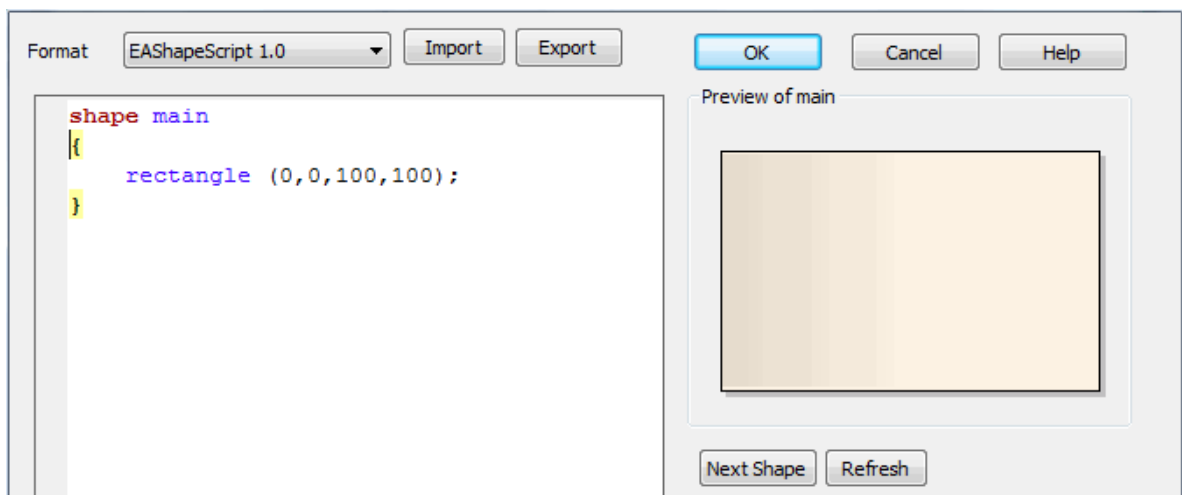 Format EAShapeScript 1.0 Import Export OK Cancel Help
Preview of main
shape main
{
rectangle (0,0,100,100);
}
Next Shape Refresh